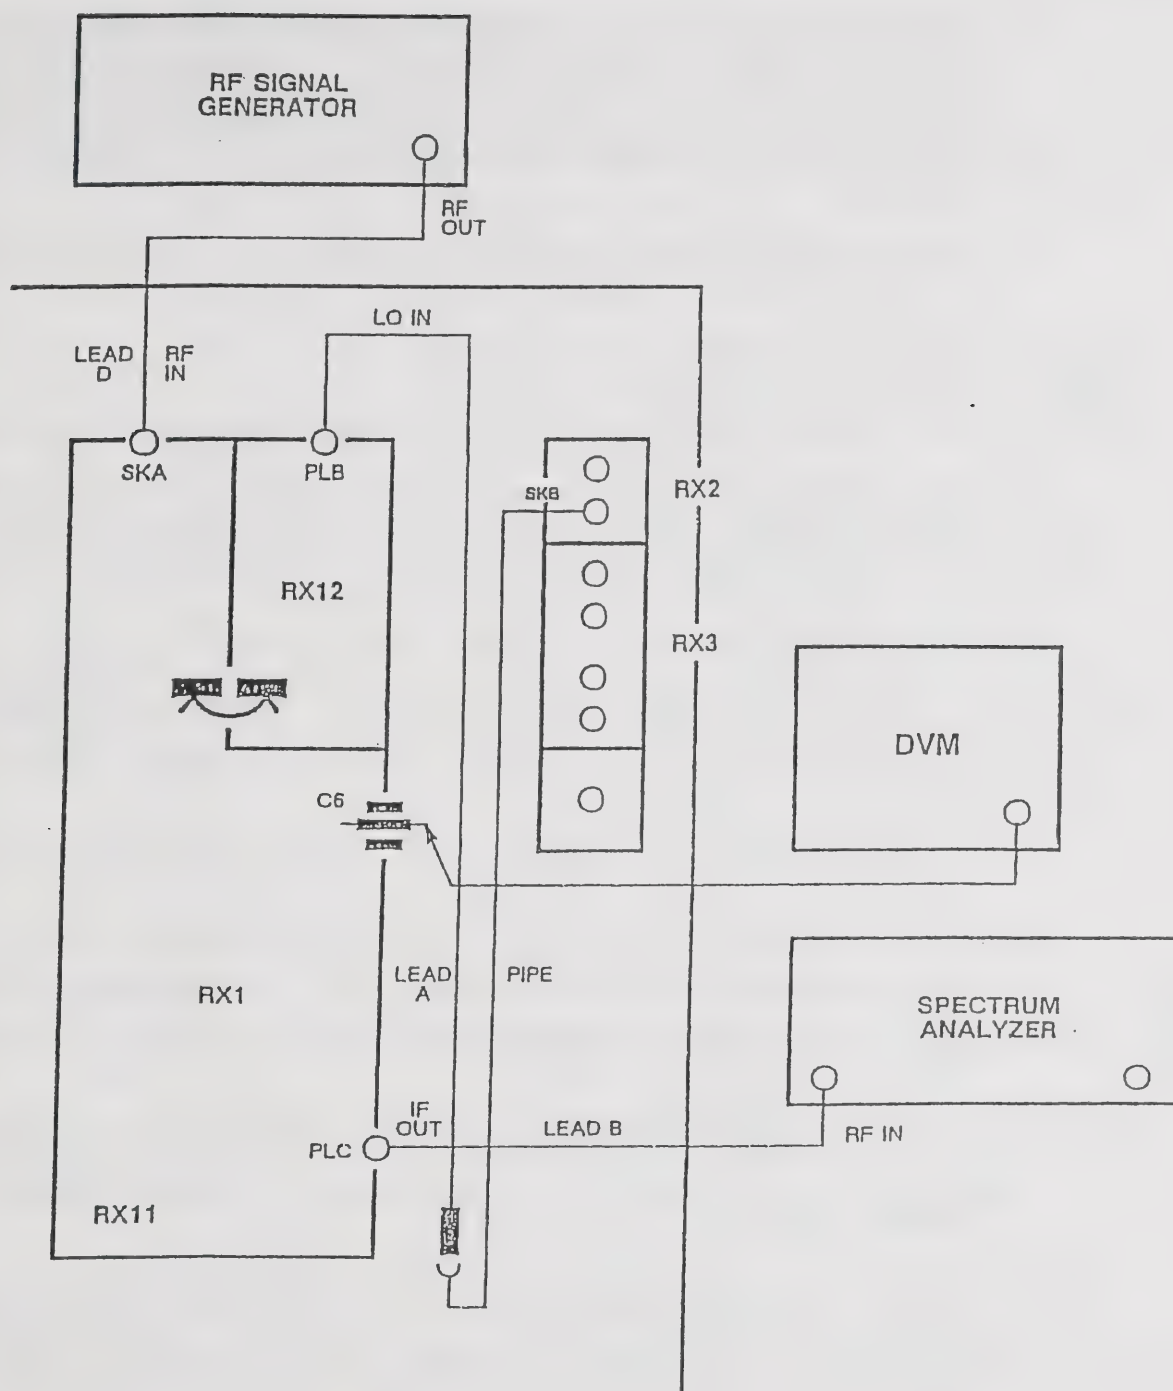 RF SIGNAL
GENERATOR
RF
OUT
LO IN
LEAD
D
RF
IN
SKA
PLB
SKB
RX2
RX12
RX3
DVM
C6
LEAD
A
PIPE
RX1
SPECTRUM
ANALYZER
IF
OUT
LEAD B
RF IN
PLC
RX11